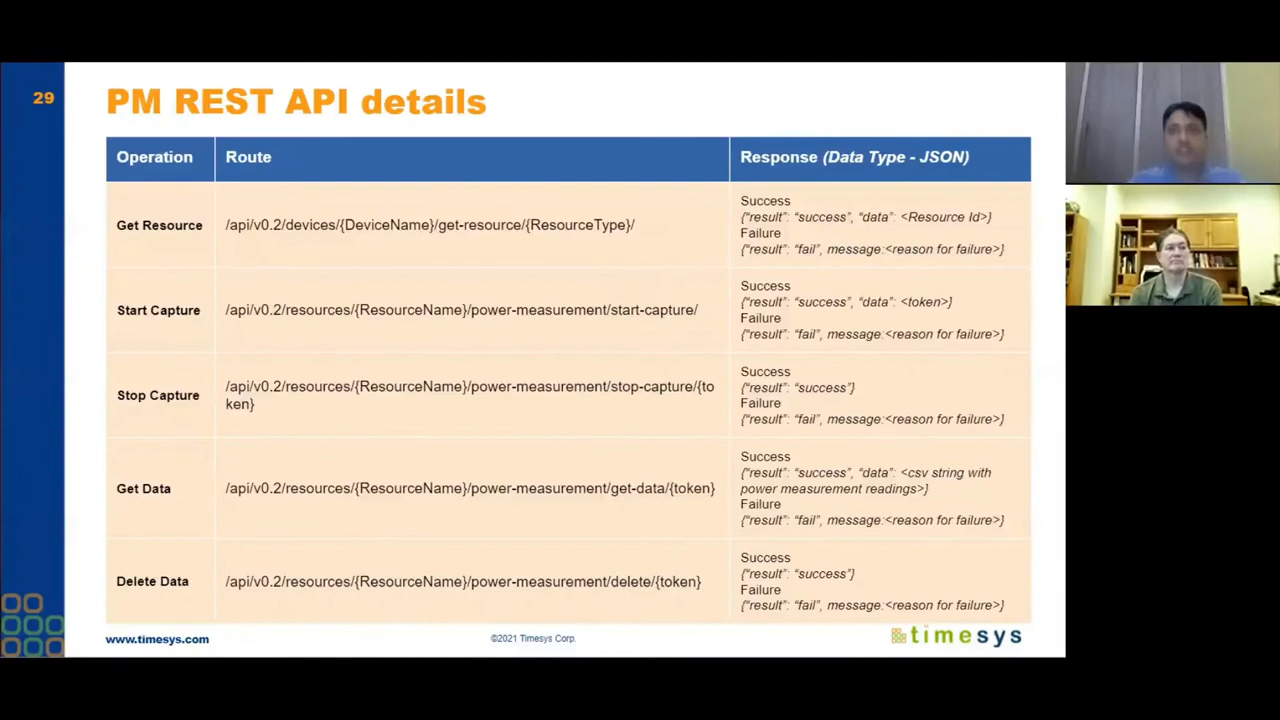 29
PM REST API details
Operation
Route
Response (Data Type - JSON)
Get Resource
/api/v0.2/devices/{DeviceName}/get-resource/{ResourceType}/
Success
{“result”: “success”, “data”: <Resource Id>}
Failure
{“result”: “fail”, message:<reason for failure>}
Start Capture
/api/v0.2/resources/{ResourceName}/power-measurement/start-capture/
Success
{“result”: “success”, “data”: <token>}
Failure
{“result”: “fail”, message:<reason for failure>}
Stop Capture
/api/v0.2/resources/{ResourceName}/power-measurement/stop-capture/{to
ken}
Success
{“result”: “success”}
Failure
{“result”: “fail”, message:<reason for failure>}
Get Data
/api/v0.2/resources/{ResourceName}/power-measurement/get-data/{token}
Success
{“result”: “success”, “data”: <csv string with
power measurement readings>}
Failure
{“result”: “fail”, message:<reason for failure>}
Delete Data
/api/v0.2/resources/{ResourceName}/power-measurement/delete/{token}
Success
{“result”: “success”}
Failure
{“result”: “fail”, message:<reason for failure>}
www.timesys.com
©2021 Timesys Corp.
timesys